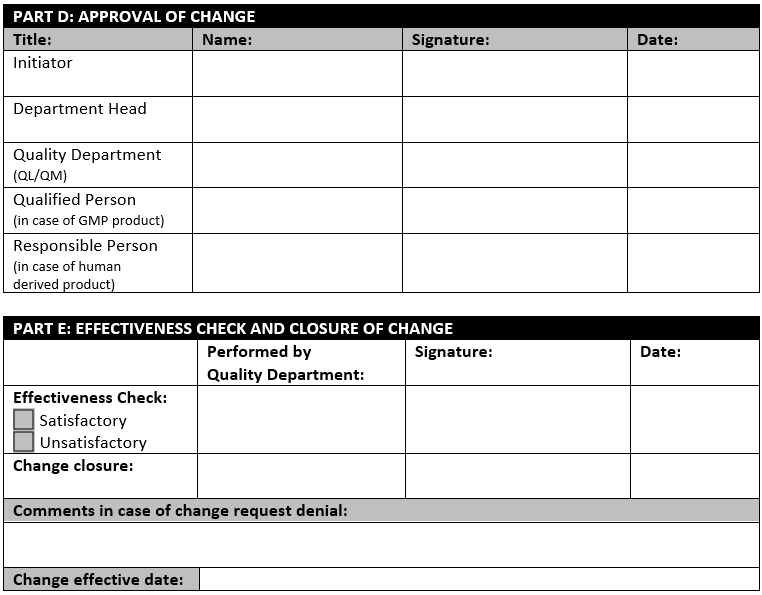 PART D: APPROVAL OF CHANGE
Title: Name: Signature: Date:
Initiator
Department Head
Quality Department
(QL/QM)
Qualified Person
(in case of GMP product)
Responsible Person
(in case of human
derived product)
PART E: EFFECTIVENESS CHECK AND CLOSURE OF CHANGE
Performed by Signature: Date:
Quality Department:
Effectiveness Check:
Satisfactory
Unsatisfactory
Change closure:
Comments in case of change request denial:
Change effective date: